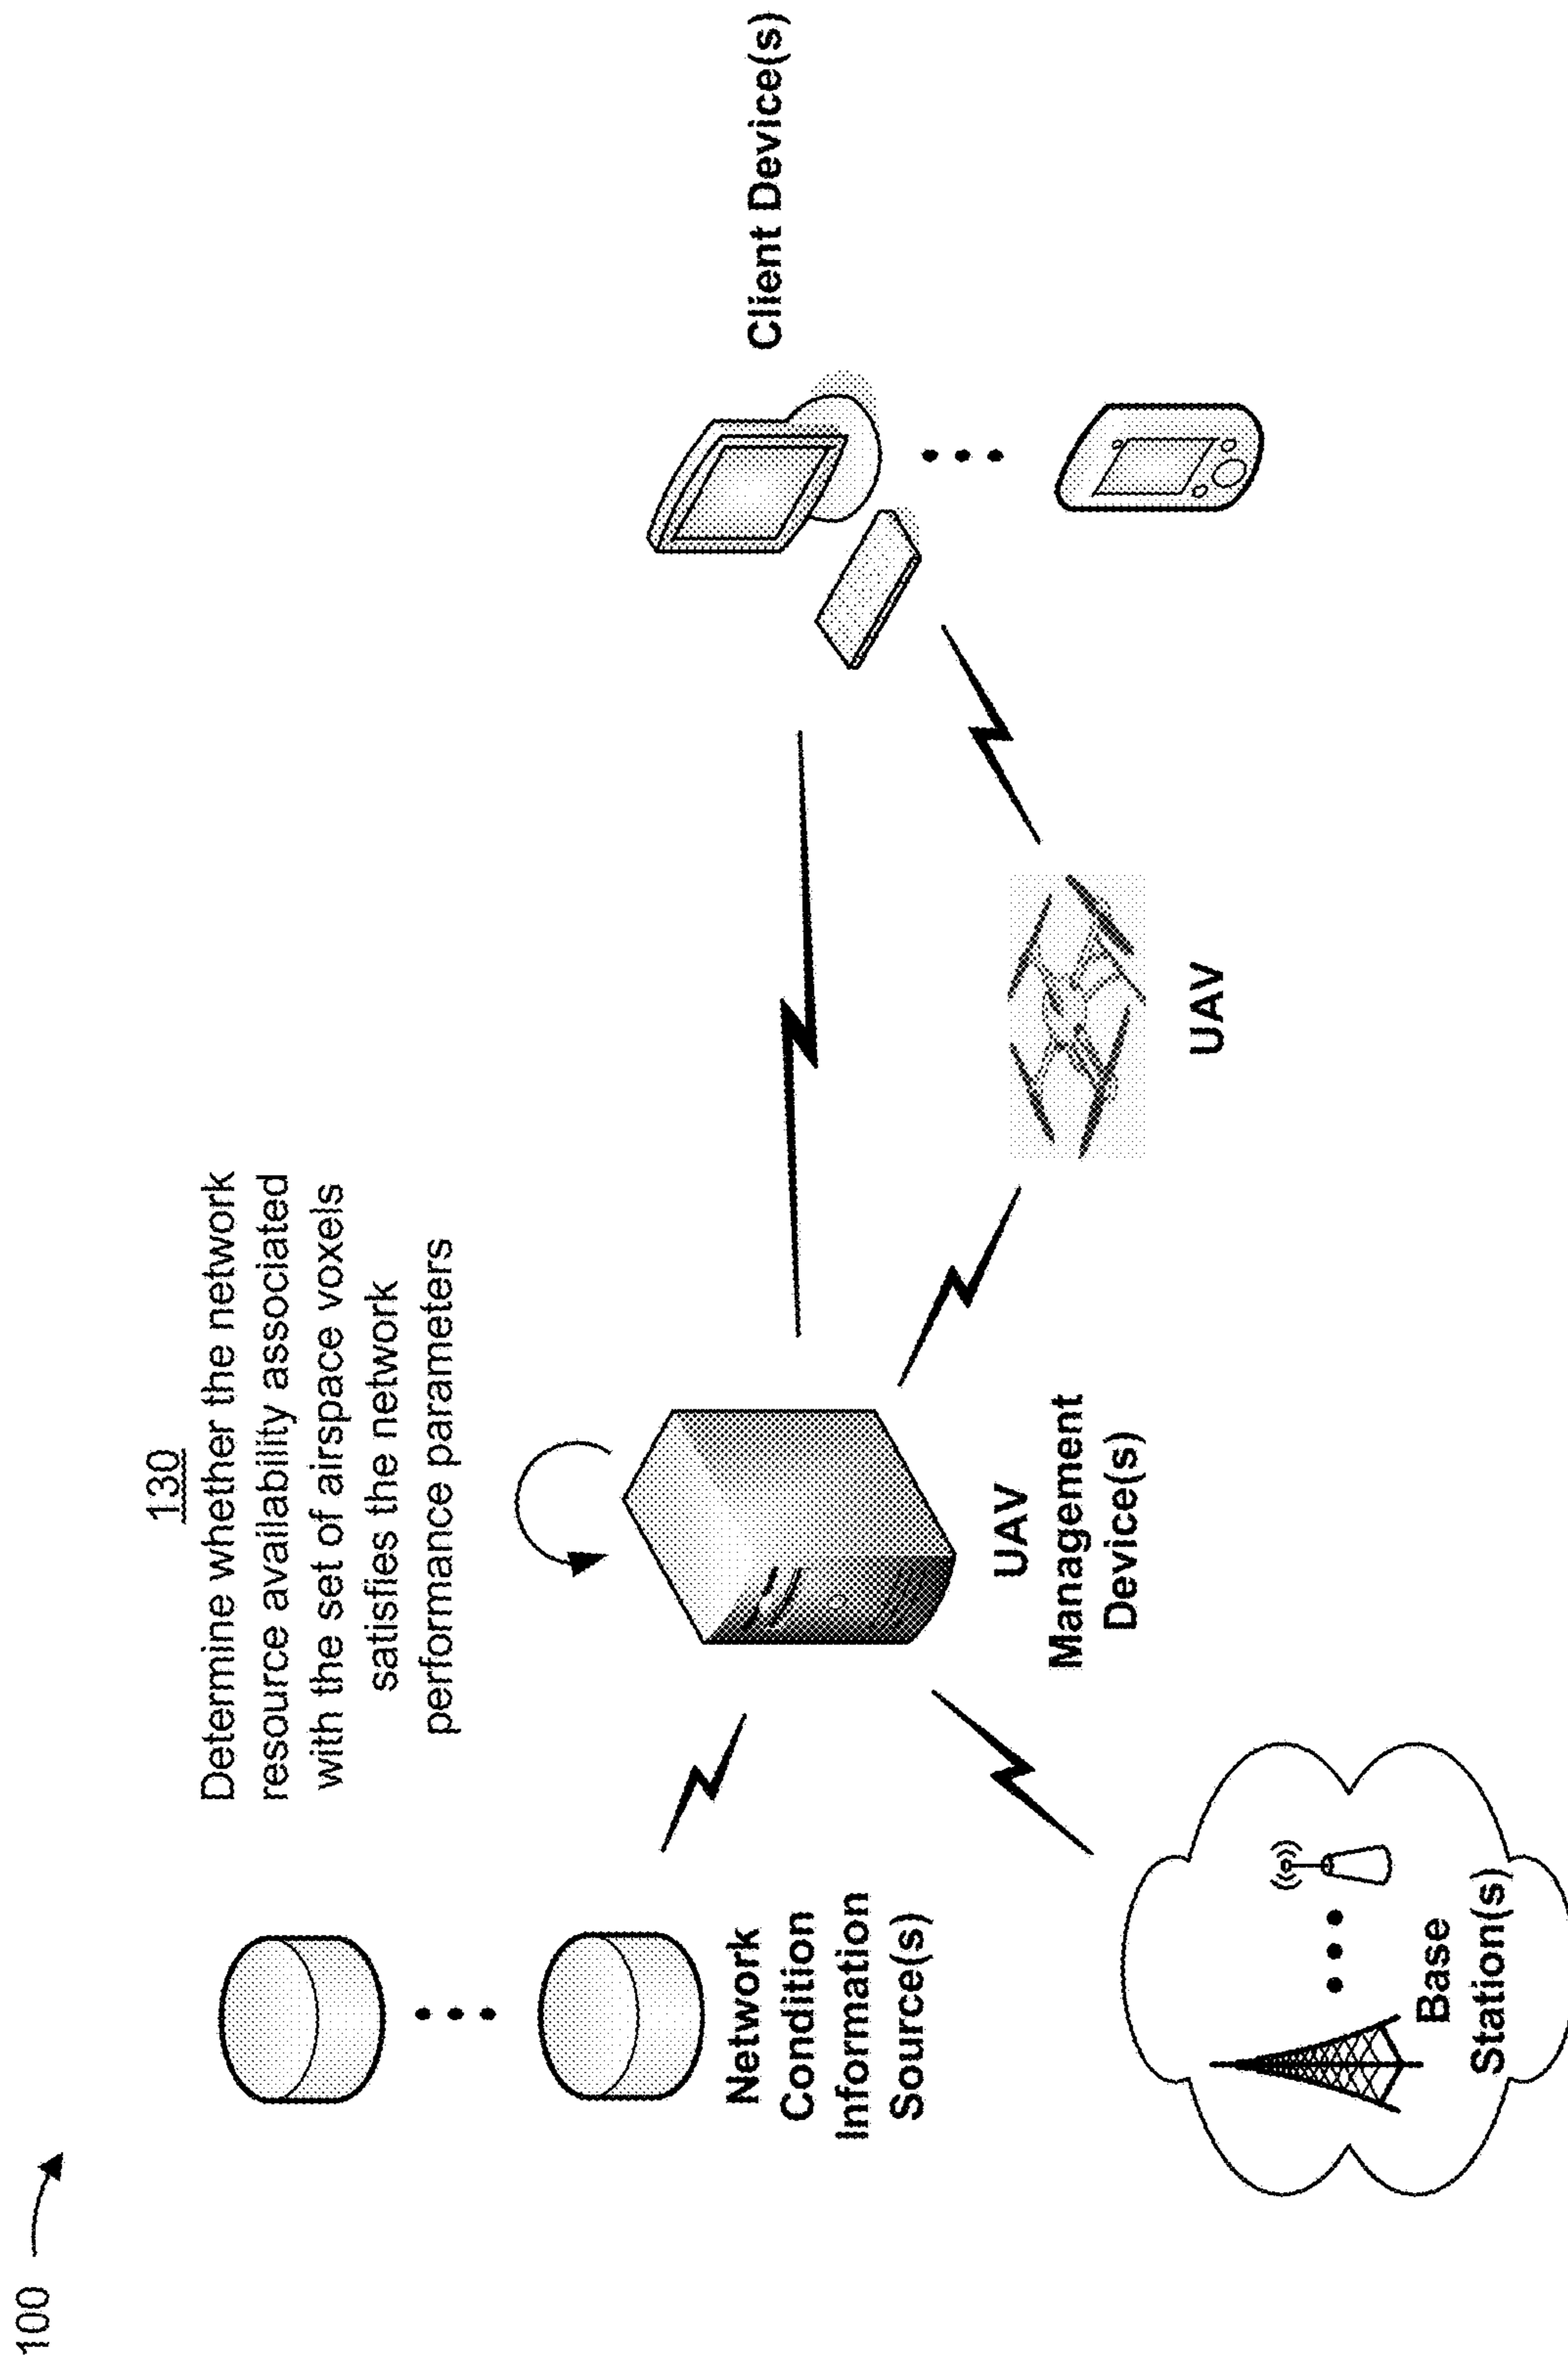 100
130
Determine whether the network
resource availability associated
with the set of airspace voxels
satisfies the network
performance parameters
Network
Condition
Information
Source(s)
Base
Station(s)
UAV
Management
Device(s)
UAV
Client Device(s)